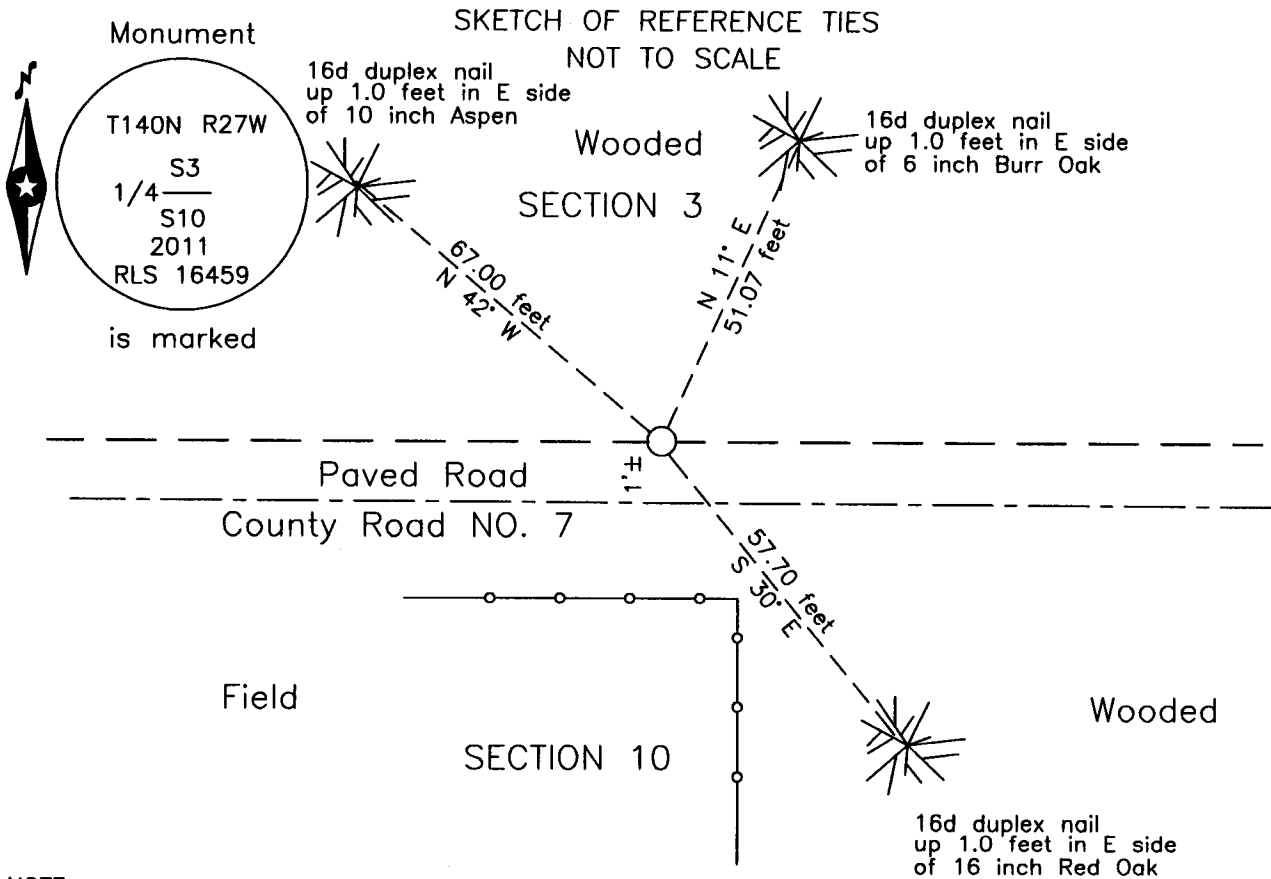 SKETCH OF REFERENCE TIES
NOT TO SCALE
Monument
N
T140N R27W
S3
1/4
S10
2011
RLS 16459
is marked
16d duplex nail
up 1.0 feet in E side
of 10 inch Aspen
Wooded
SECTION 3
16d duplex nail
up 1.0 feet in E side
of 6 inch Burr Oak
67.00 feet
N 42° W
N 11° E
51.07 feet
1'±
Paved Road
County Road NO. 7
57.70 feet
S 30° E
Field
SECTION 10
Wooded
16d duplex nail
up 1.0 feet in E side
of 16 inch Red Oak